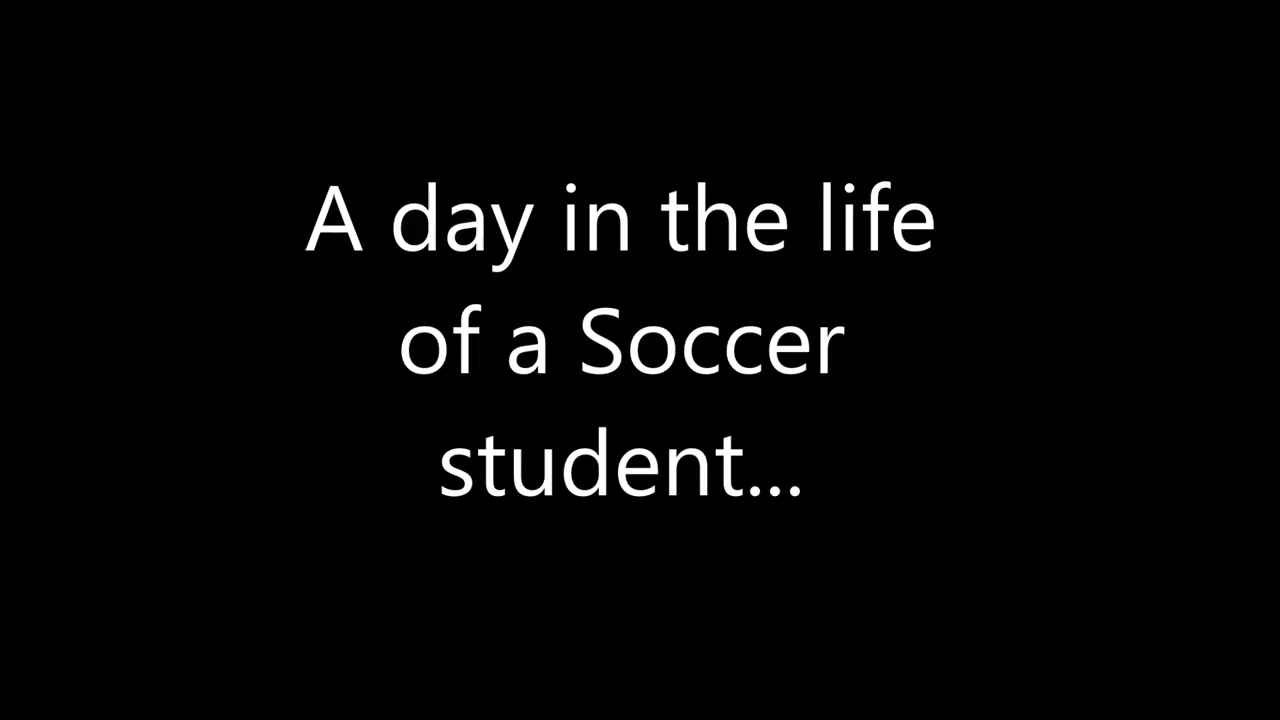 A day in the life
of a Soccer
student...